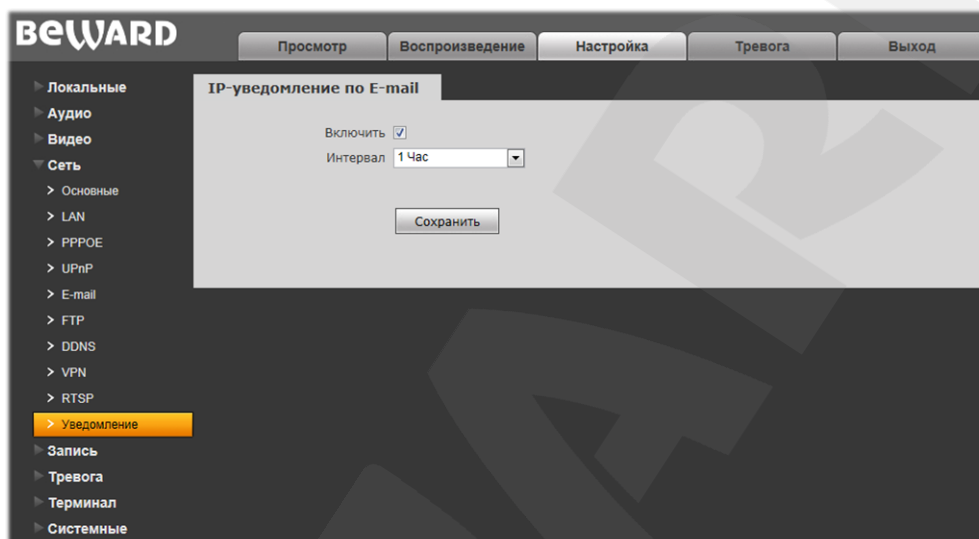 BEWARD
Просмотр
Воспроизведение
Настройка
Тревога
Выход
Локальные
Аудио
Видео
Сеть
Основные
LAN
PPPOE
UPnP
E-mail
FTP
DDNS
VPN
RTSP
Уведомление
Запись
Тревога
Терминал
Системные
IP-уведомление по E-mail
Включить
Интервал 1 Час
Сохранить